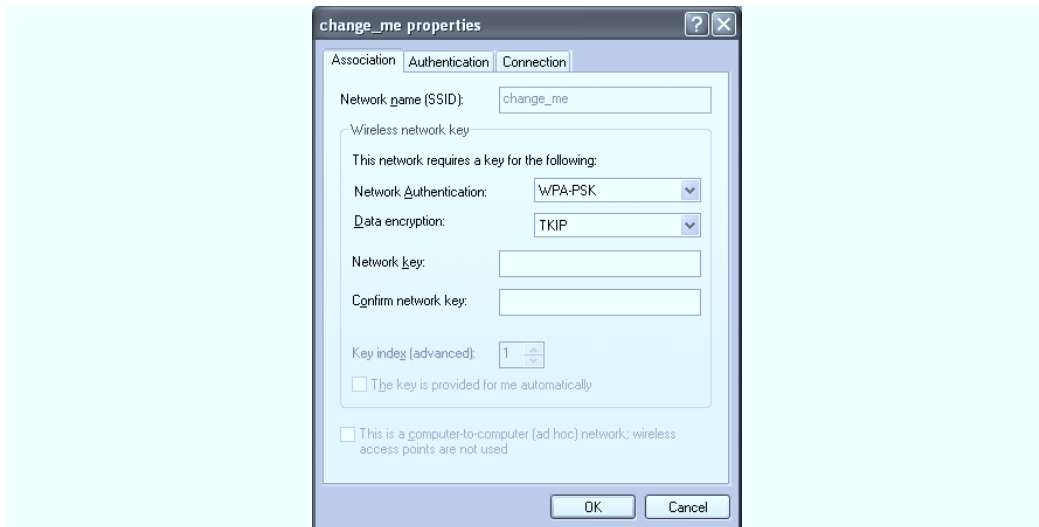 change_me properties
Association Authentication Connection
Network name (SSID): change_me
Wireless network key
This network requires a key for the following:
Network Authentication: WPA-PSK
Data encryption: TKIP
Network key:
Confirm network key:
Key index (advanced): 1
The key is provided for me automatically
This is a computer-to-computer (ad hoc) network; wireless
access points are not used
OK Cancel